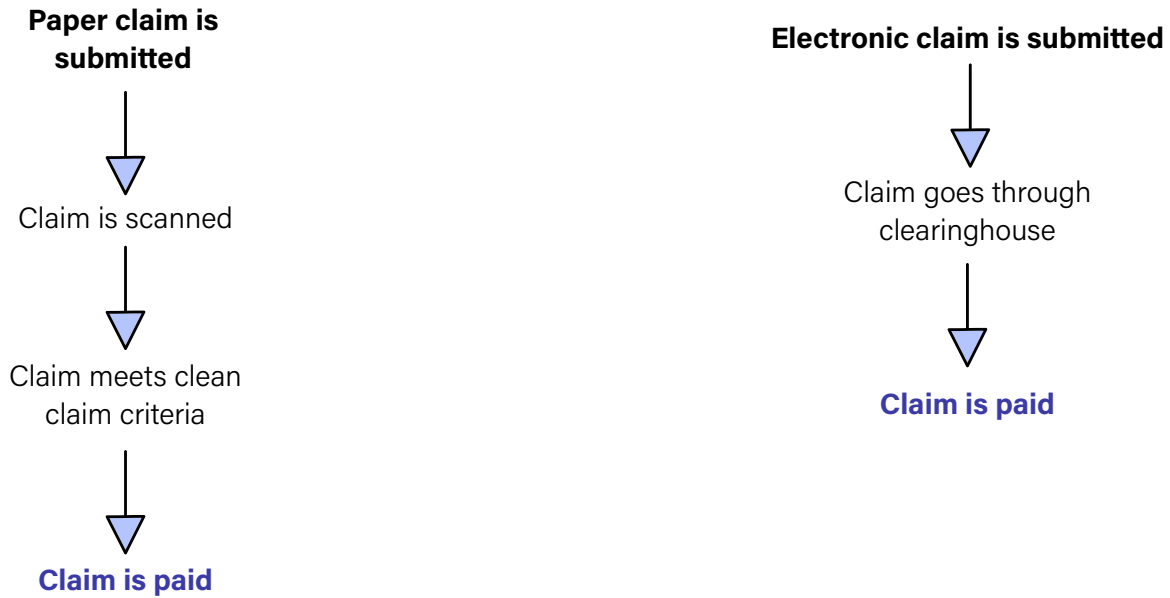 Paper claim is
submitted
Claim is scanned
Claim meets clean
claim criteria
Claim is paid
Electronic claim is submitted
Claim goes through
clearinghouse
Claim is paid